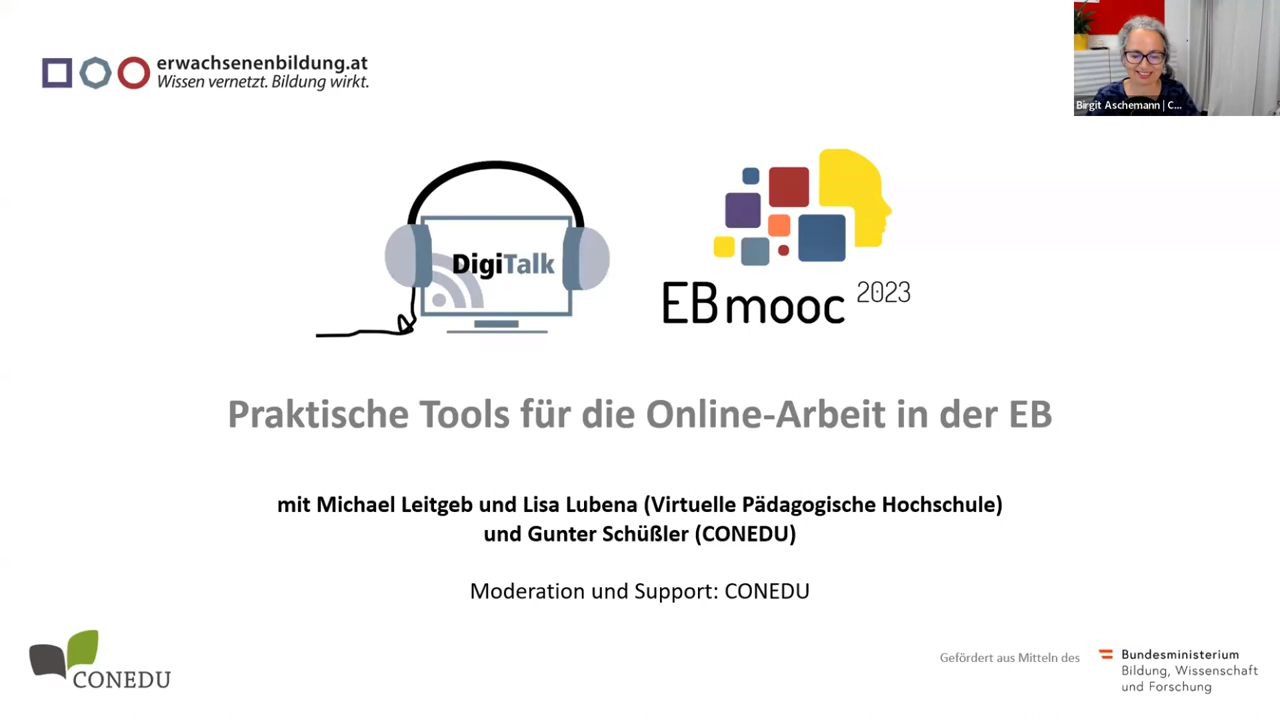 erwachsenenbildung.at
Wissen vernetzt. Bildung wirkt.
Birgit Aschemann | C...
DigiTalk
EBmooc 2023
Praktische Tools für die Online-Arbeit in der EB
mit Michael Leitgeb und Lisa Lubena (Virtuelle Pädagogische Hochschule)
und Gunter Schüßler (CONEDU)
Moderation und Support: CONEDU
CONEDU
Gefördert aus Mitteln des
Bundesministerium
Bildung, Wissenschaft
und Forschung